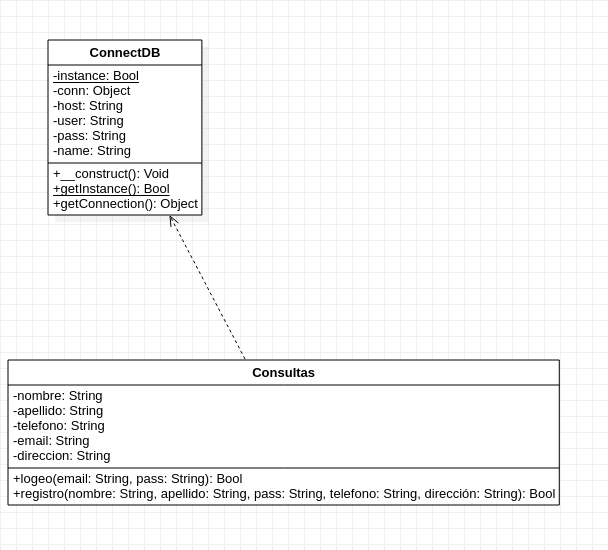 ConnectDB
-instance: Bool
-conn: Object
-host: String
-user: String
-pass: String
-name: String
+__construct(): Void
+getInstance(): Bool
+getConnection(): Object
Consultas
-nombre: String
-apellido: String
-telefono: String
-email: String
-direccion: String
+logeo(email: String, pass: String): Bool
+registro(nombre: String, apellido: String, pass: String, telefono: String, dirección: String): Bool